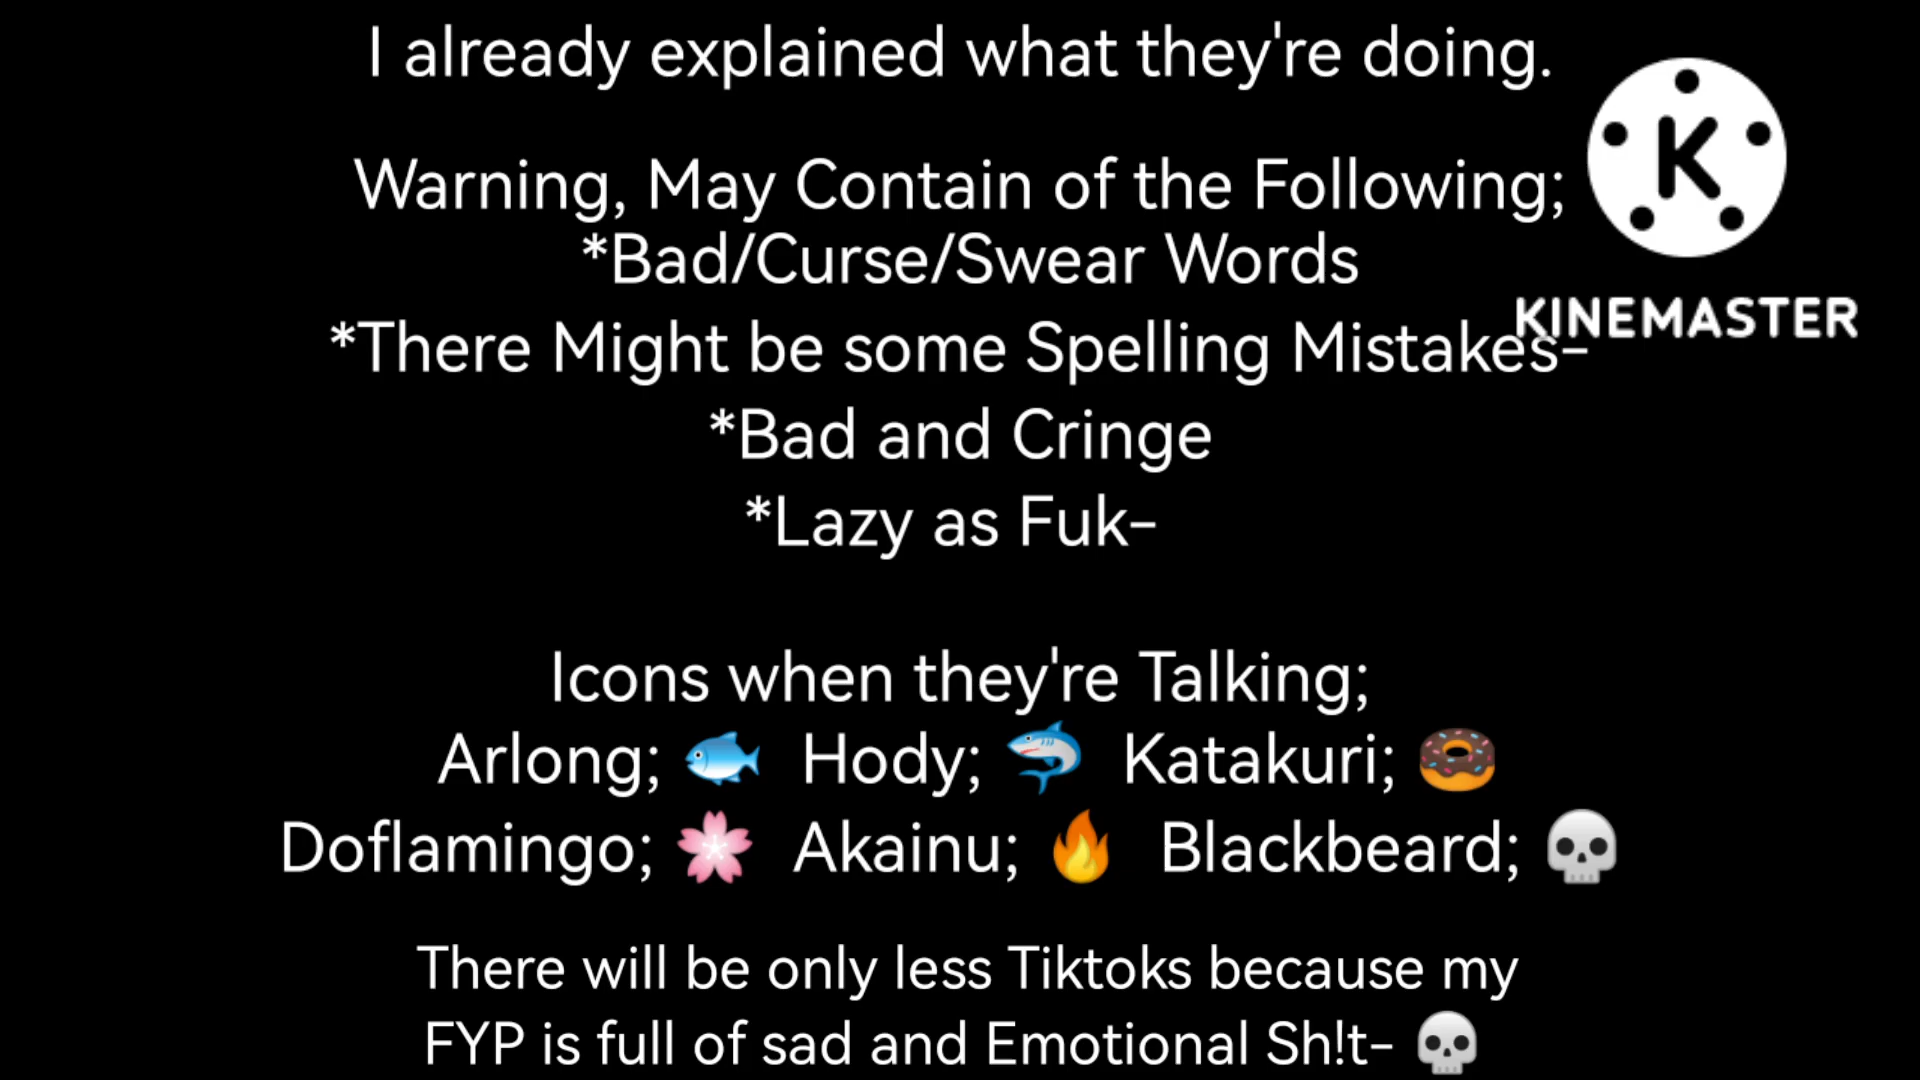 I already explained what they're doing.
Warning, May Contain of the Following;
*Bad/Curse/Swear Words
*There Might be some Spelling Mistakes-
*Bad and Cringe
*Lazy as Fuk-
Icons when they're Talking;
Arlong; 🐟 Hody; 🦈 Katakuri; 🍩
Doflamingo; 🌸 Akainu; 🔥 Blackbeard; 💀
There will be only less Tiktoks because my
FYP is full of sad and Emotional Sh!t- 💀
K
KINEMASTER